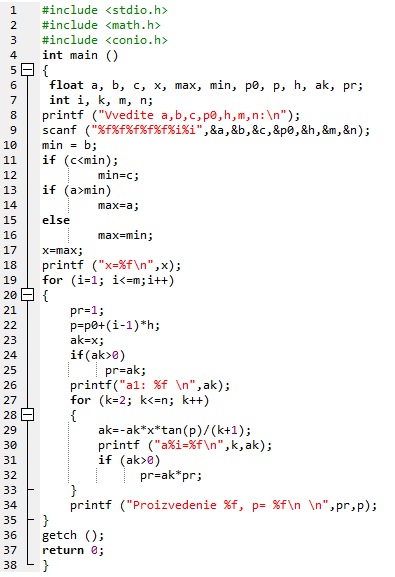 1 #include <stdio.h>
2 #include <math.h>
3 #include <conio.h>
4 int main ()
5 {
6 float a, b, c, x, max, min, p0, p, h, ak, pr;
7 int i, k, m, n;
8 printf ("Vvedite a,b,c,p0,h,m,n:\n");
9 scanf ("%f%f%f%f%f%i%i",&a,&b,&c,&p0,&h,&m,&n);
10 min = b;
11 if (c<min);
12 min=c;
13 if (a>min)
14 max=a;
15 else
16 max=min;
17 x=max;
18 printf ("x=%f\n",x);
19 for (i=1; i<=m;i++)
20 {
21 pr=1;
22 p=p0+(i-1)*h;
23 ak=x;
24 if(ak>0)
25 pr=ak;
26 printf("a1: %f \n",ak);
27 for (k=2; k<=n; k++)
28 {
29 ak=-ak*x*tan(p)/(k+1);
30 printf ("a%i=%f\n",k,ak);
31 if (ak>0)
32 pr=ak*pr;
33 }
34 printf ("Proizvedenie %f, p= %f\n \n",pr,p);
35 }
36 getch ();
37 return 0;
38 }